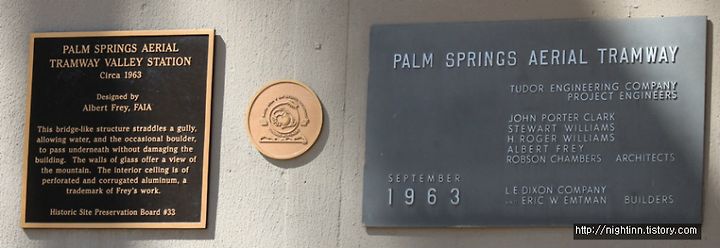 PALM SPRINGS AERIAL
TRAMWAY VALLEY STATION
Circa 1963
Designed by
Albert Frey, FAIA
This bridge-like structure straddles a gully,
allowing water, and the occasional boulder,
to pass underneath without damaging the
building. The walls of glass offer a view of
the mountain. The interior ceiling is of
perforated and corrugated aluminum, a
trademark of Frey's work.
Historic Site Preservation Board #33
PALM SPRINGS AERIAL TRAMWAY
TUDOR ENGINEERING COMPANY
PROJECT ENGINEERS
JOHN PORTER CLARK
STEWART WILLIAMS
H ROGER WILLIAMS
ALBERT FREY
ROBSON CHAMBERS ARCHITECTS
SEPTEMBER
1963
L.E. DIXON COMPANY
AND ERIC W. EMTMAN BUILDERS
http://nightinn.tistory.com